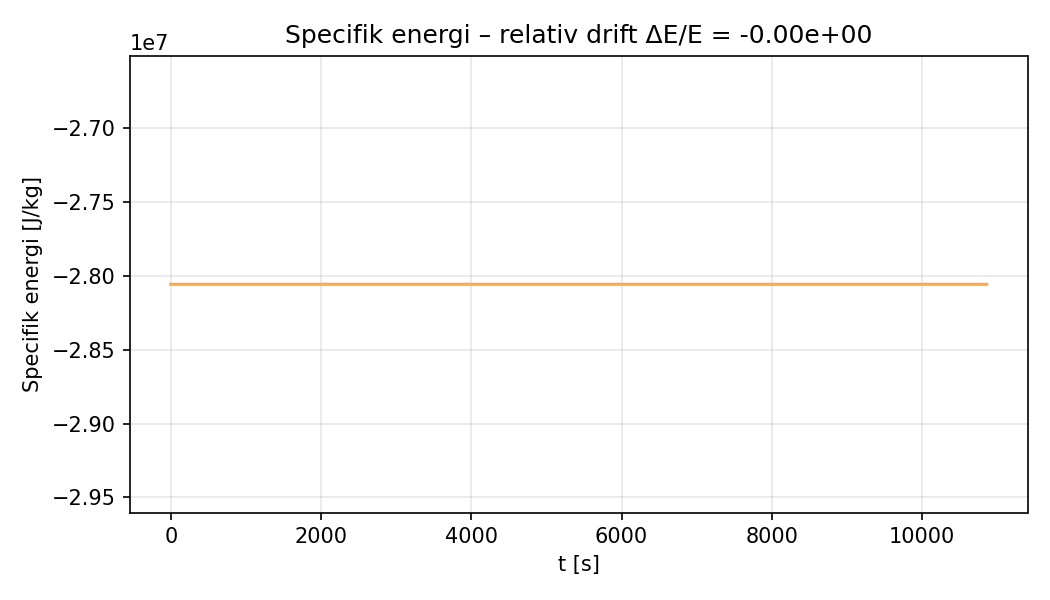 Specifik energi – relativ drift ΔE/E = -0.00e+00
1e7
Specifik energi [J/kg]
−2.70
−2.75
−2.80
−2.85
−2.90
−2.95
0 2000 4000 6000 8000 10000
t [s]